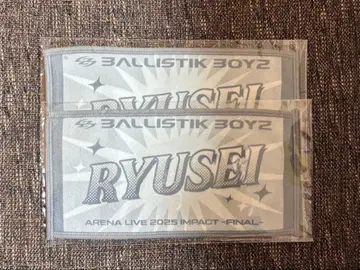 BALLISTIK BOYZ
RYUSEI
BALLISTIK BOYZ
RYUSEI
ARENA LIVE 2025 IMPACT -FINAL-